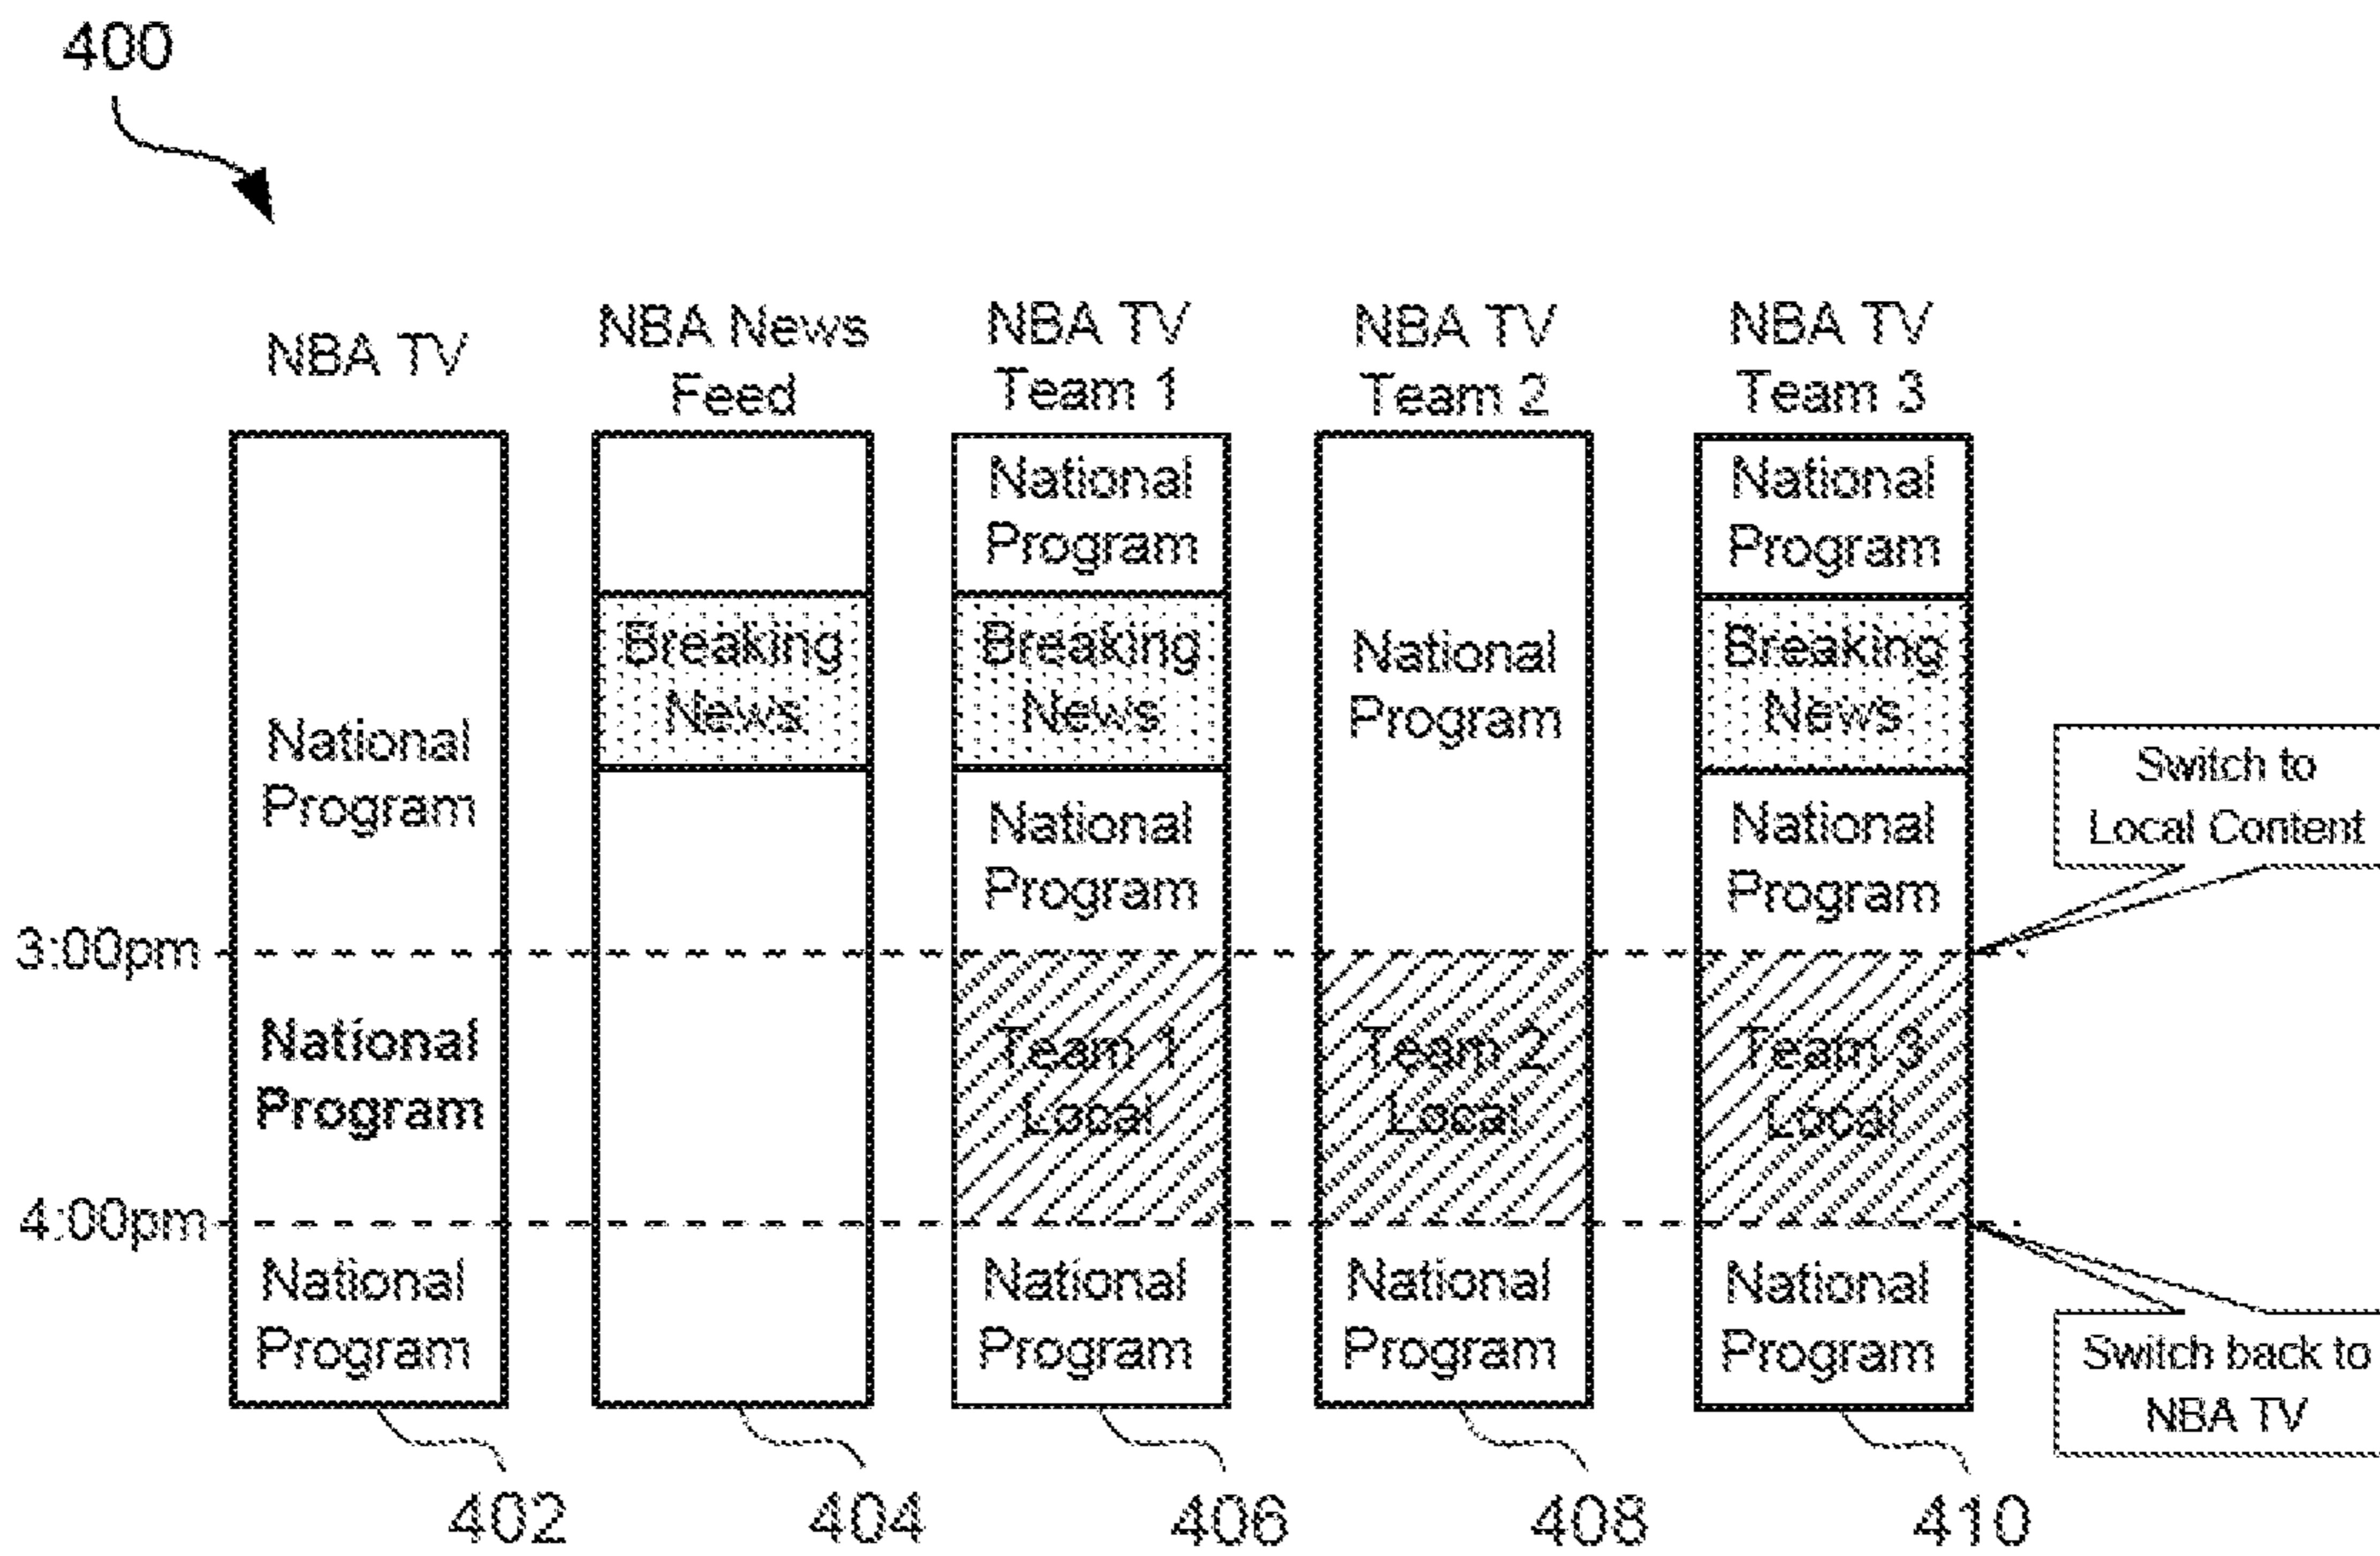 400
NBA TV
NBA News
Feed
NBA TV
Team 1
NBA TV
Team 2
NBA TV
Team 3
National
Program
National
Program
National
Program
Breaking
News
Breaking
News
National
Program
Breaking
News
National
Program
National
Program
National
Program
Switch to
Local Content
3:00pm
National
Program
Team 1
Local
Team 2
Local
Team 3
Local
4:00pm
National
Program
National
Program
National
Program
National
Program
Switch back to
NBA TV
402
404
406
408
410